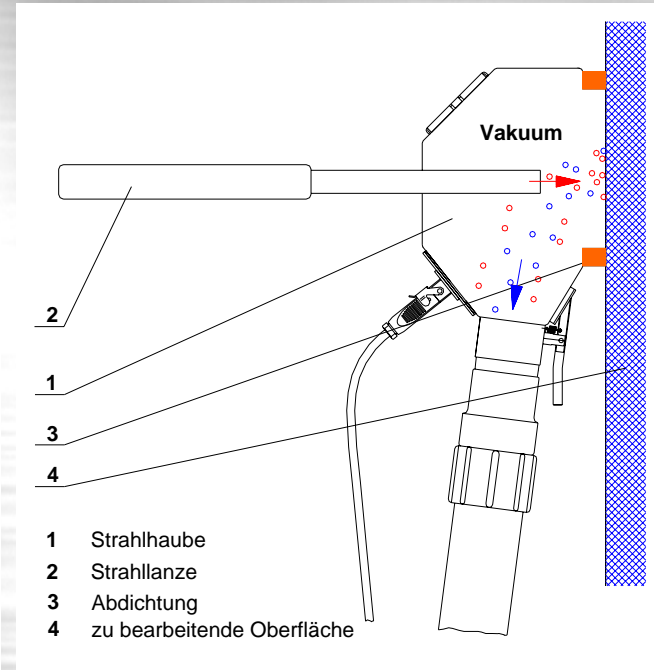 Vakuum
2
1
3
4
1 Strahlhaube
2 Strahllanze
3 Abdichtung
4 zu bearbeitende Oberfläche